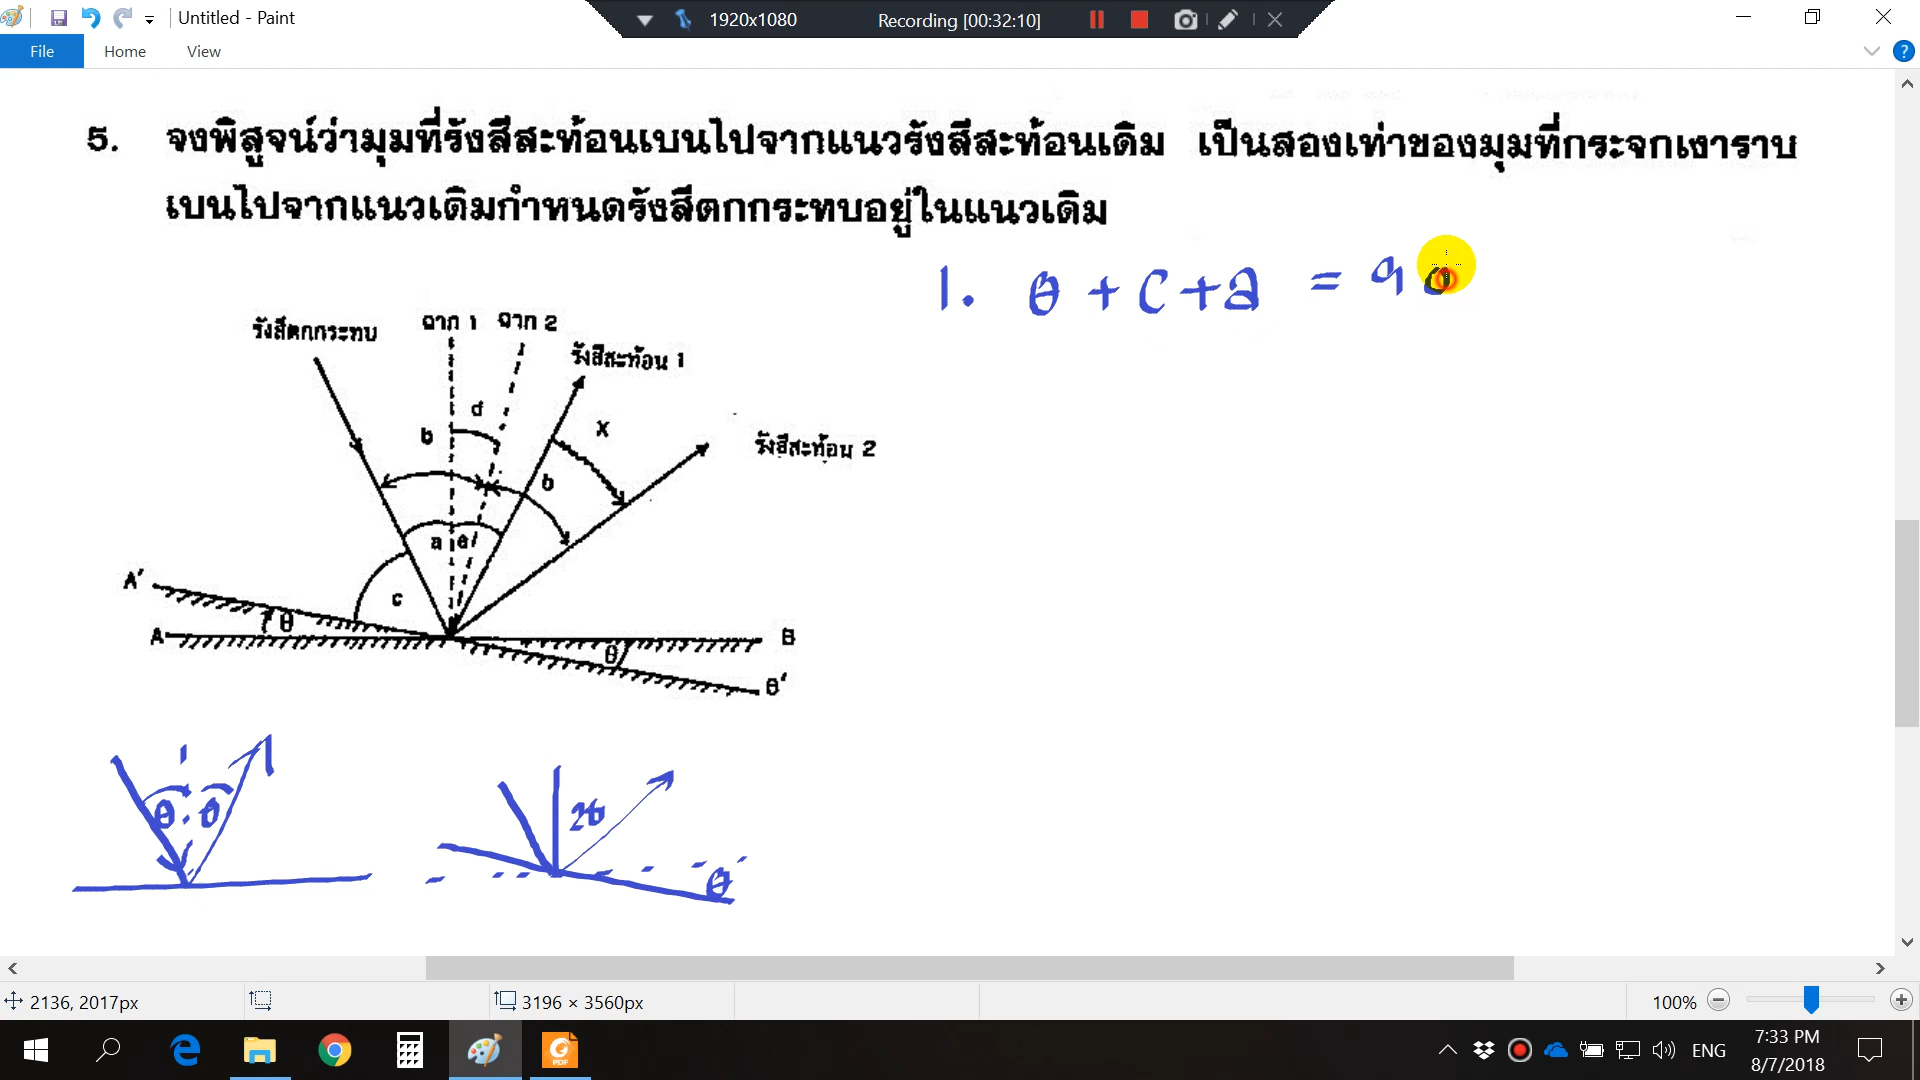 Untitled - Paint
1920x1080
Recording [00:32:10]
File
Home
View
5. จงพิสูจน์ว่ามุมที่รังสีสะท้อนเบนไปจากแนวรังสีสะท้อนเดิม เป็นสองเท่าของมุมที่กระจกเงาราบ
เบนไปจากแนวเดิมกำหนดรังสีตกกระทบอยู่ในแนวเดิม
1. θ + c + a = 90
รังสีตกกระทบ
ฉาก 1
ฉาก 2
รังสีสะท้อน 1
d
b
x
รังสีสะท้อน 2
b
a
e
A'
c
θ
A
B
θ
B'
θ
θ
2θ
θ
2136, 2017px
3196 × 3560px
100%
7:33 PM
ENG
8/7/2018